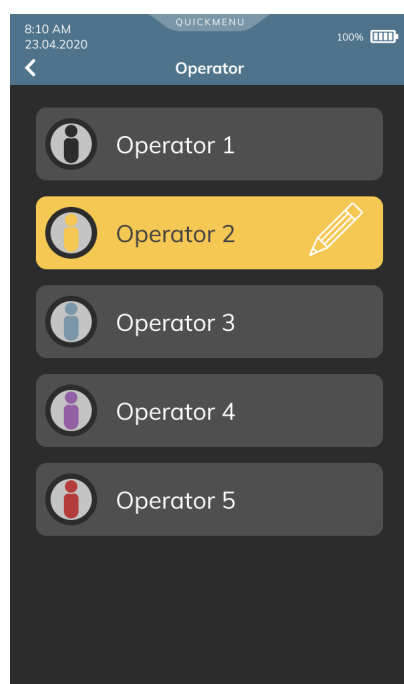 8:10 AM
QUICKMENU
100%
23.04.2020
Operator
Operator 1
Operator 2
Operator 3
Operator 4
Operator 5